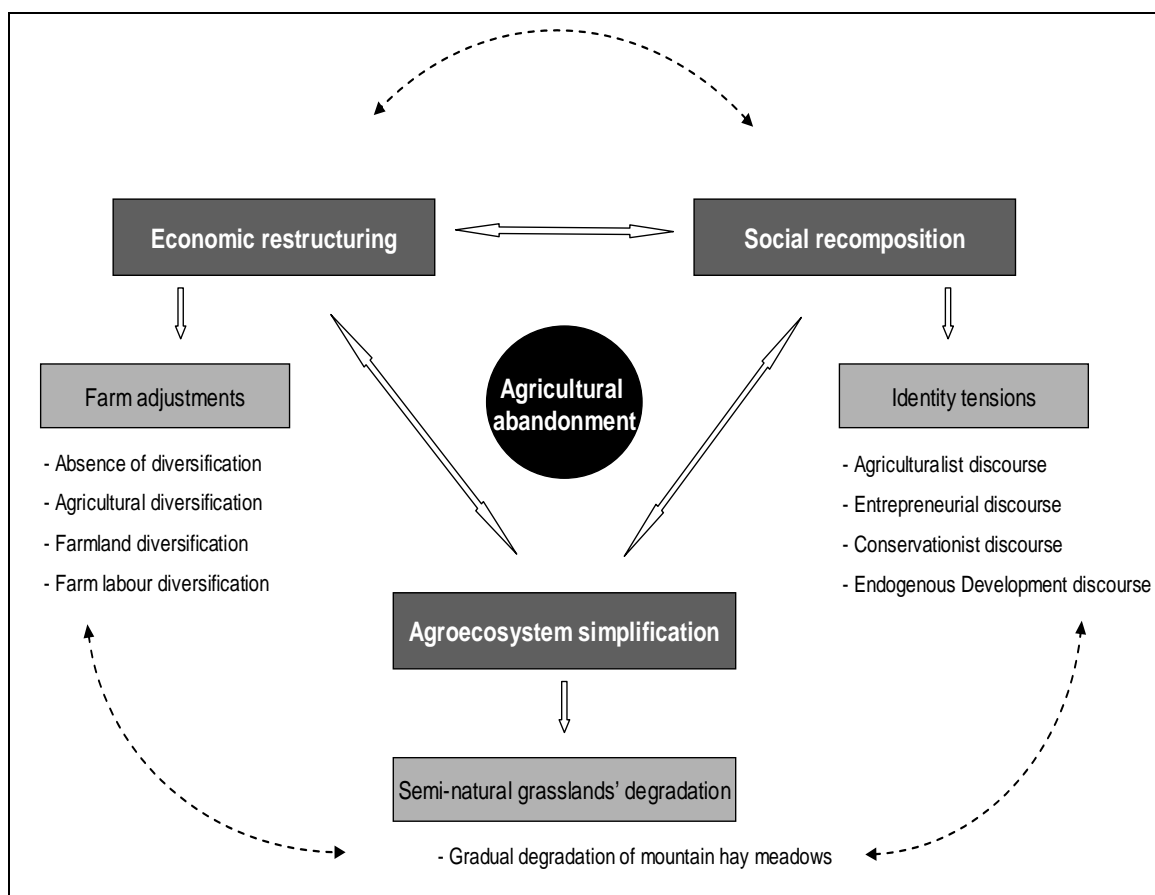 Economic restructuring
Social recomposition
Agricultural
abandonment
Farm adjustments
- Absence of diversification
- Agricultural diversification
- Farmland diversification
- Farm labour diversification
Identity tensions
- Agriculturalist discourse
- Entrepreneurial discourse
- Conservationist discourse
- Endogenous Development discourse
Agroecosystem simplification
Semi-natural grasslands’ degradation
- Gradual degradation of mountain hay meadows